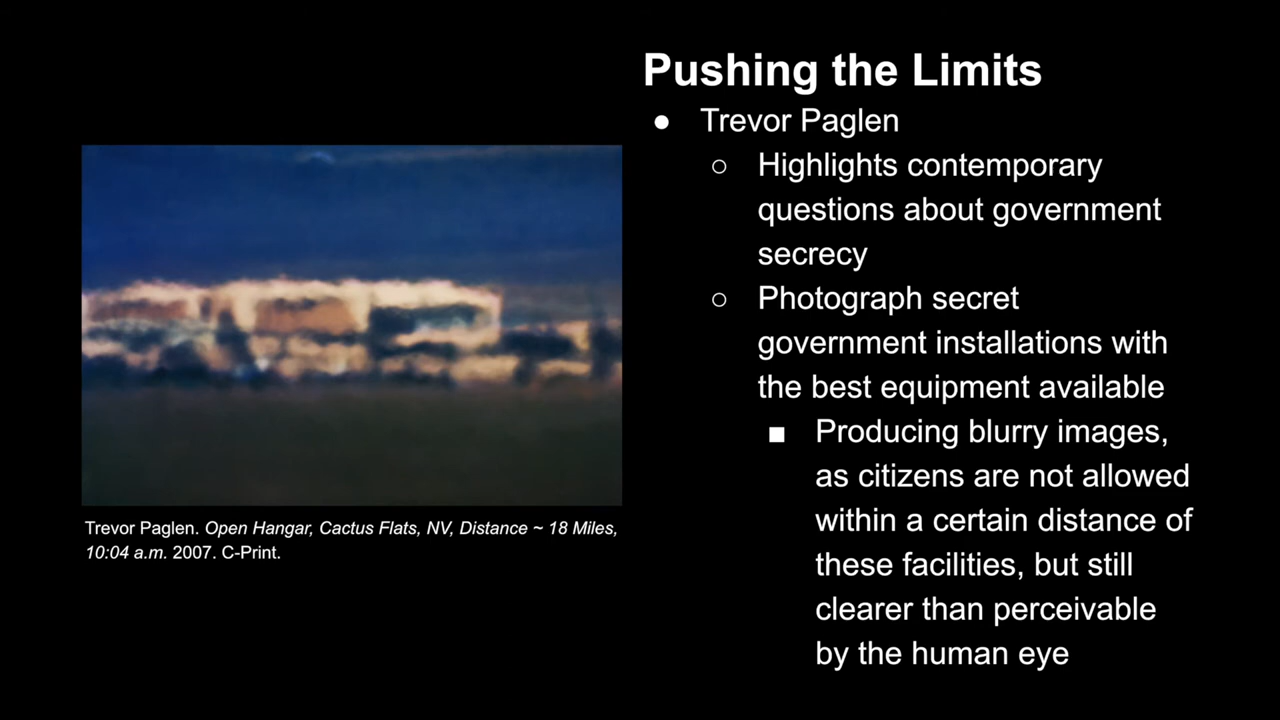 Pushing the Limits
● Trevor Paglen
○ Highlights contemporary
questions about government
secrecy
○ Photograph secret
government installations with
the best equipment available
■ Producing blurry images,
as citizens are not allowed
within a certain distance of
these facilities, but still
clearer than perceivable
by the human eye
Trevor Paglen. Open Hangar, Cactus Flats, NV, Distance ~ 18 Miles,
10:04 a.m. 2007. C-Print.